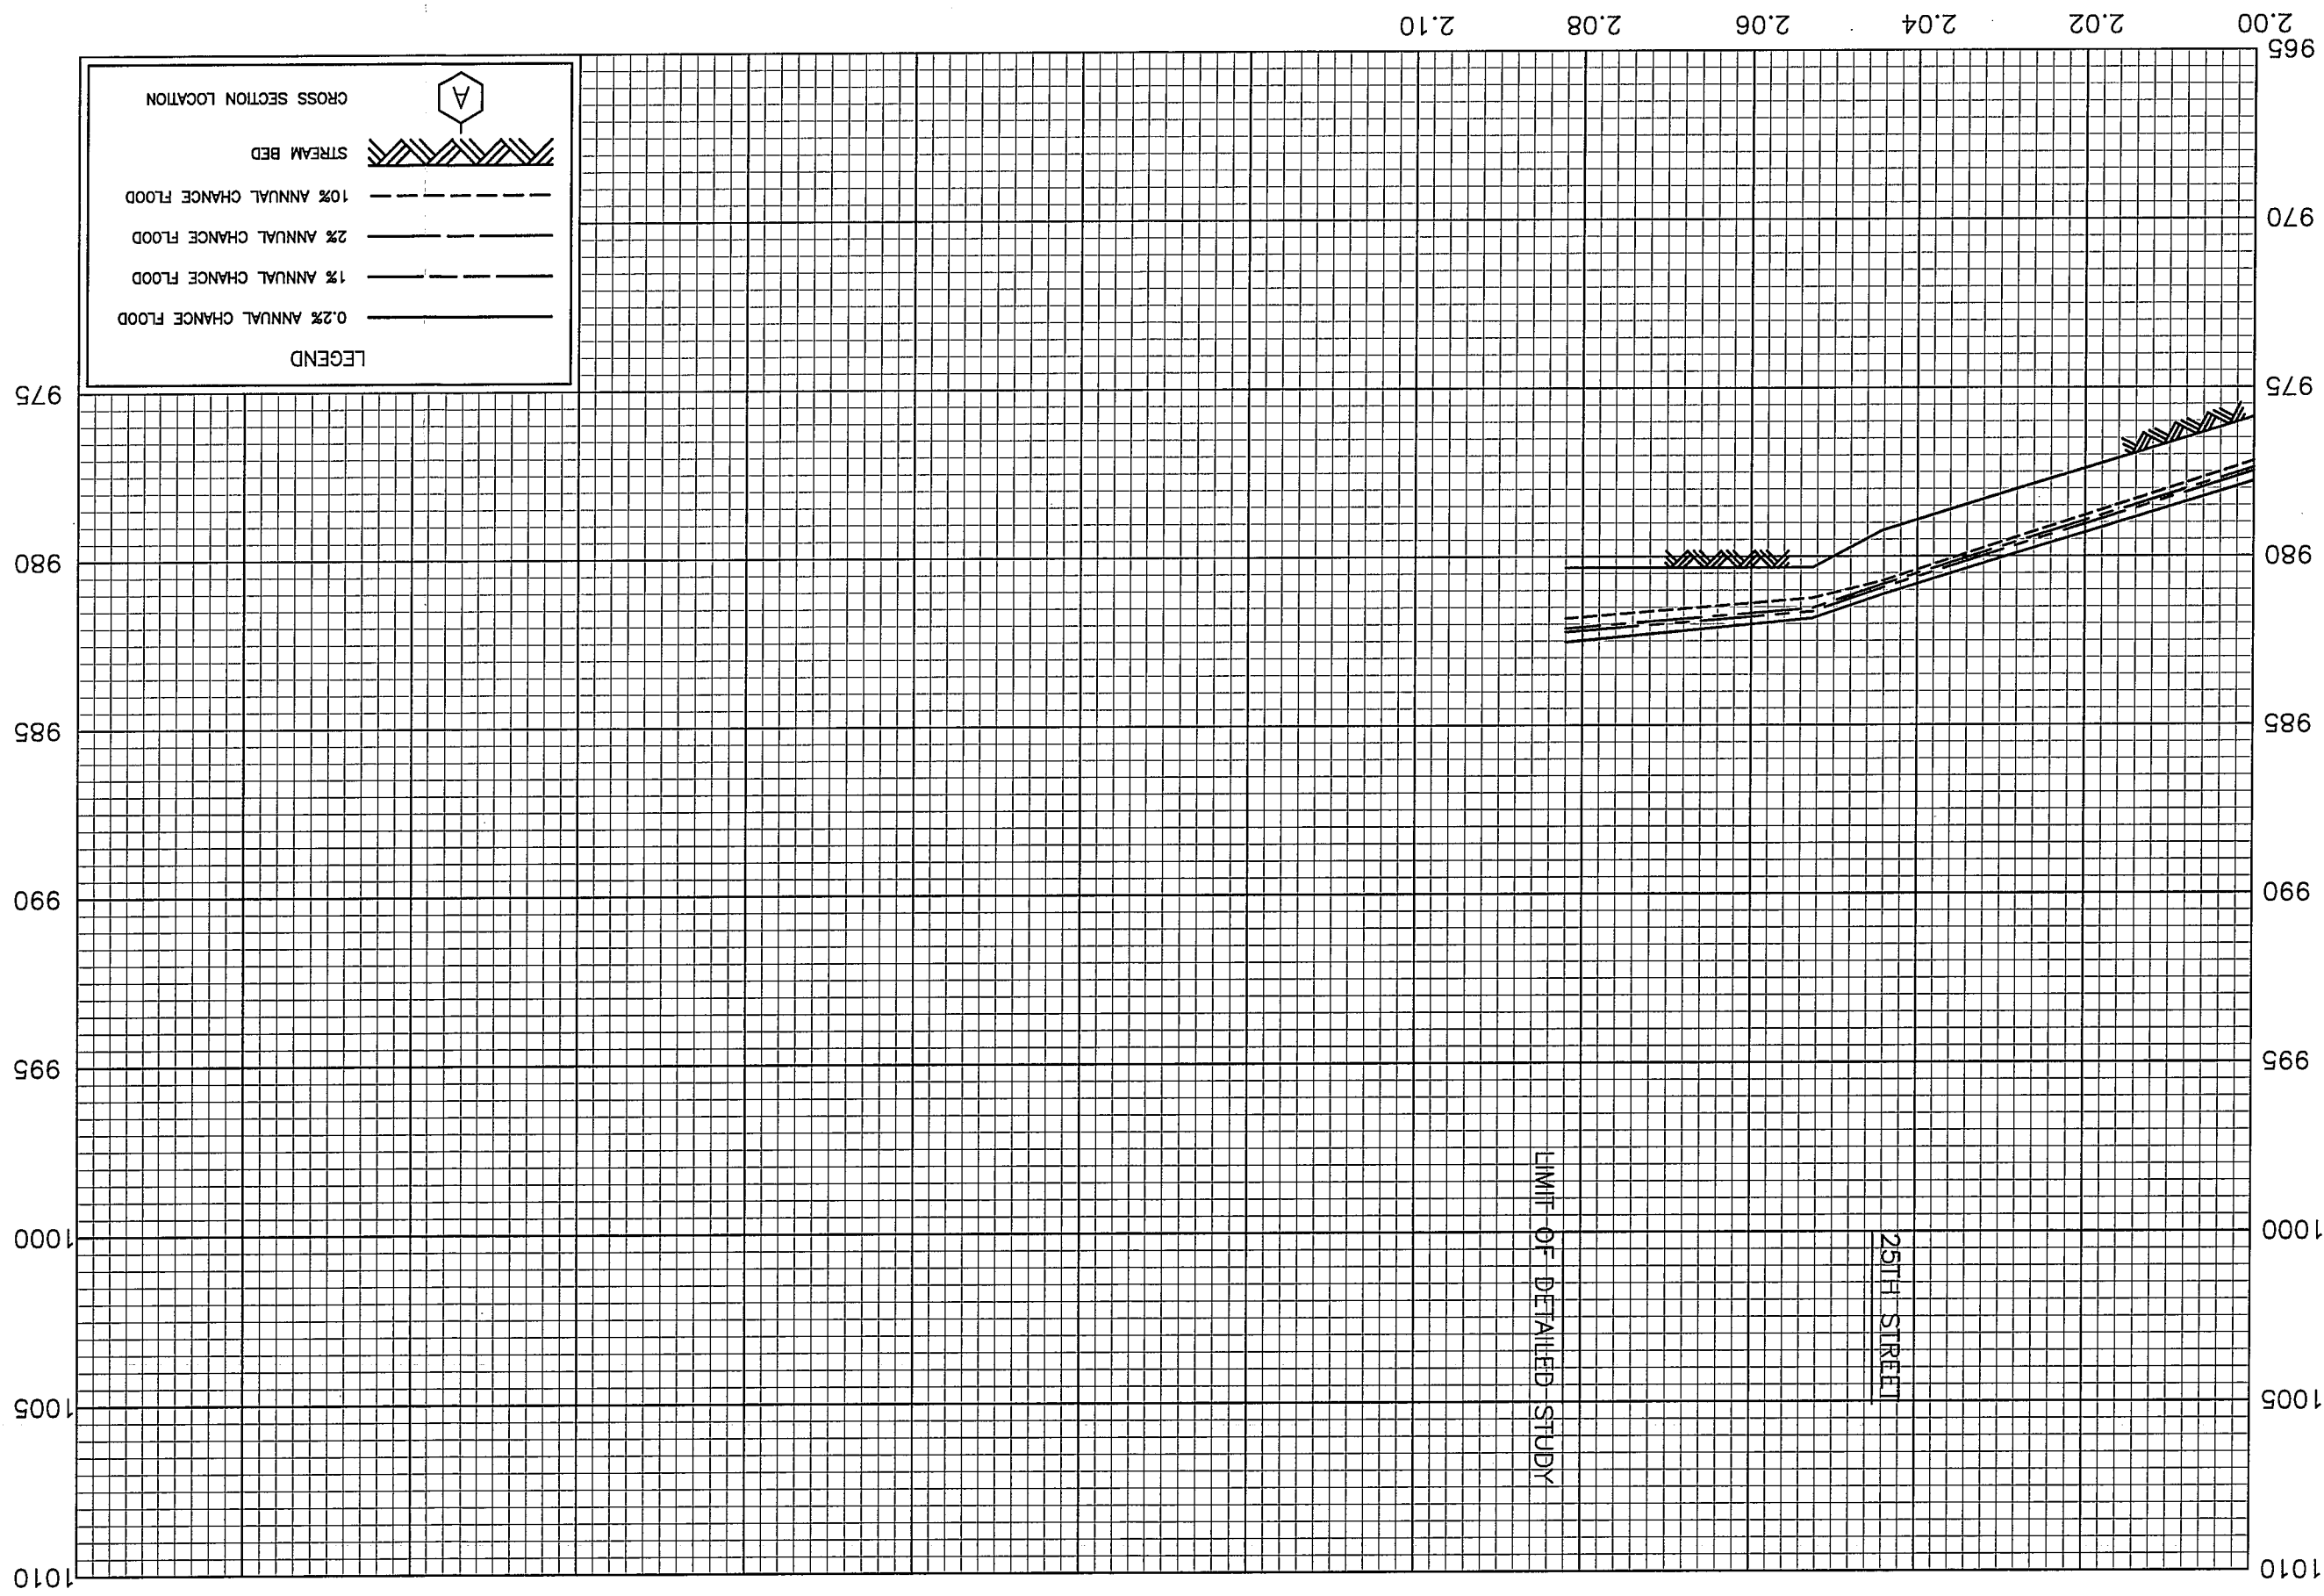 1010
1005
1000
995
990
985
980
975
970
965
1010
1005
1000
995
990
985
980
975
25TH STREET
LIMIT OF DETAILED STUDY
LEGEND
0.2% ANNUAL CHANCE FLOOD
1% ANNUAL CHANCE FLOOD
2% ANNUAL CHANCE FLOOD
10% ANNUAL CHANCE FLOOD
STREAM BED
A
CROSS SECTION LOCATION
2.00 2.02 2.04 2.06 2.08 2.10